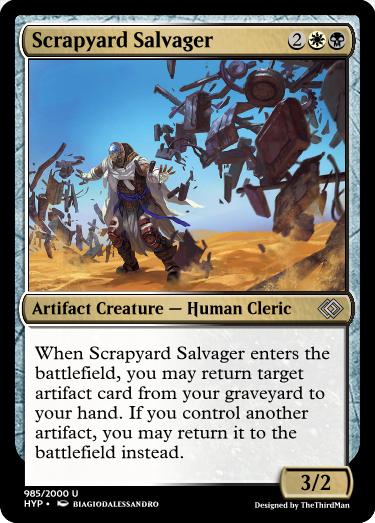 Scrapyard Salvager 2
Artifact Creature — Human Cleric
When Scrapyard Salvager enters the
battlefield, you may return target
artifact card from your graveyard to
your hand. If you control another
artifact, you may return it to the
battlefield instead.
3/2
985/2000 U
HYP • BIAGIODALESSANDRO
Designed by TheThirdMan